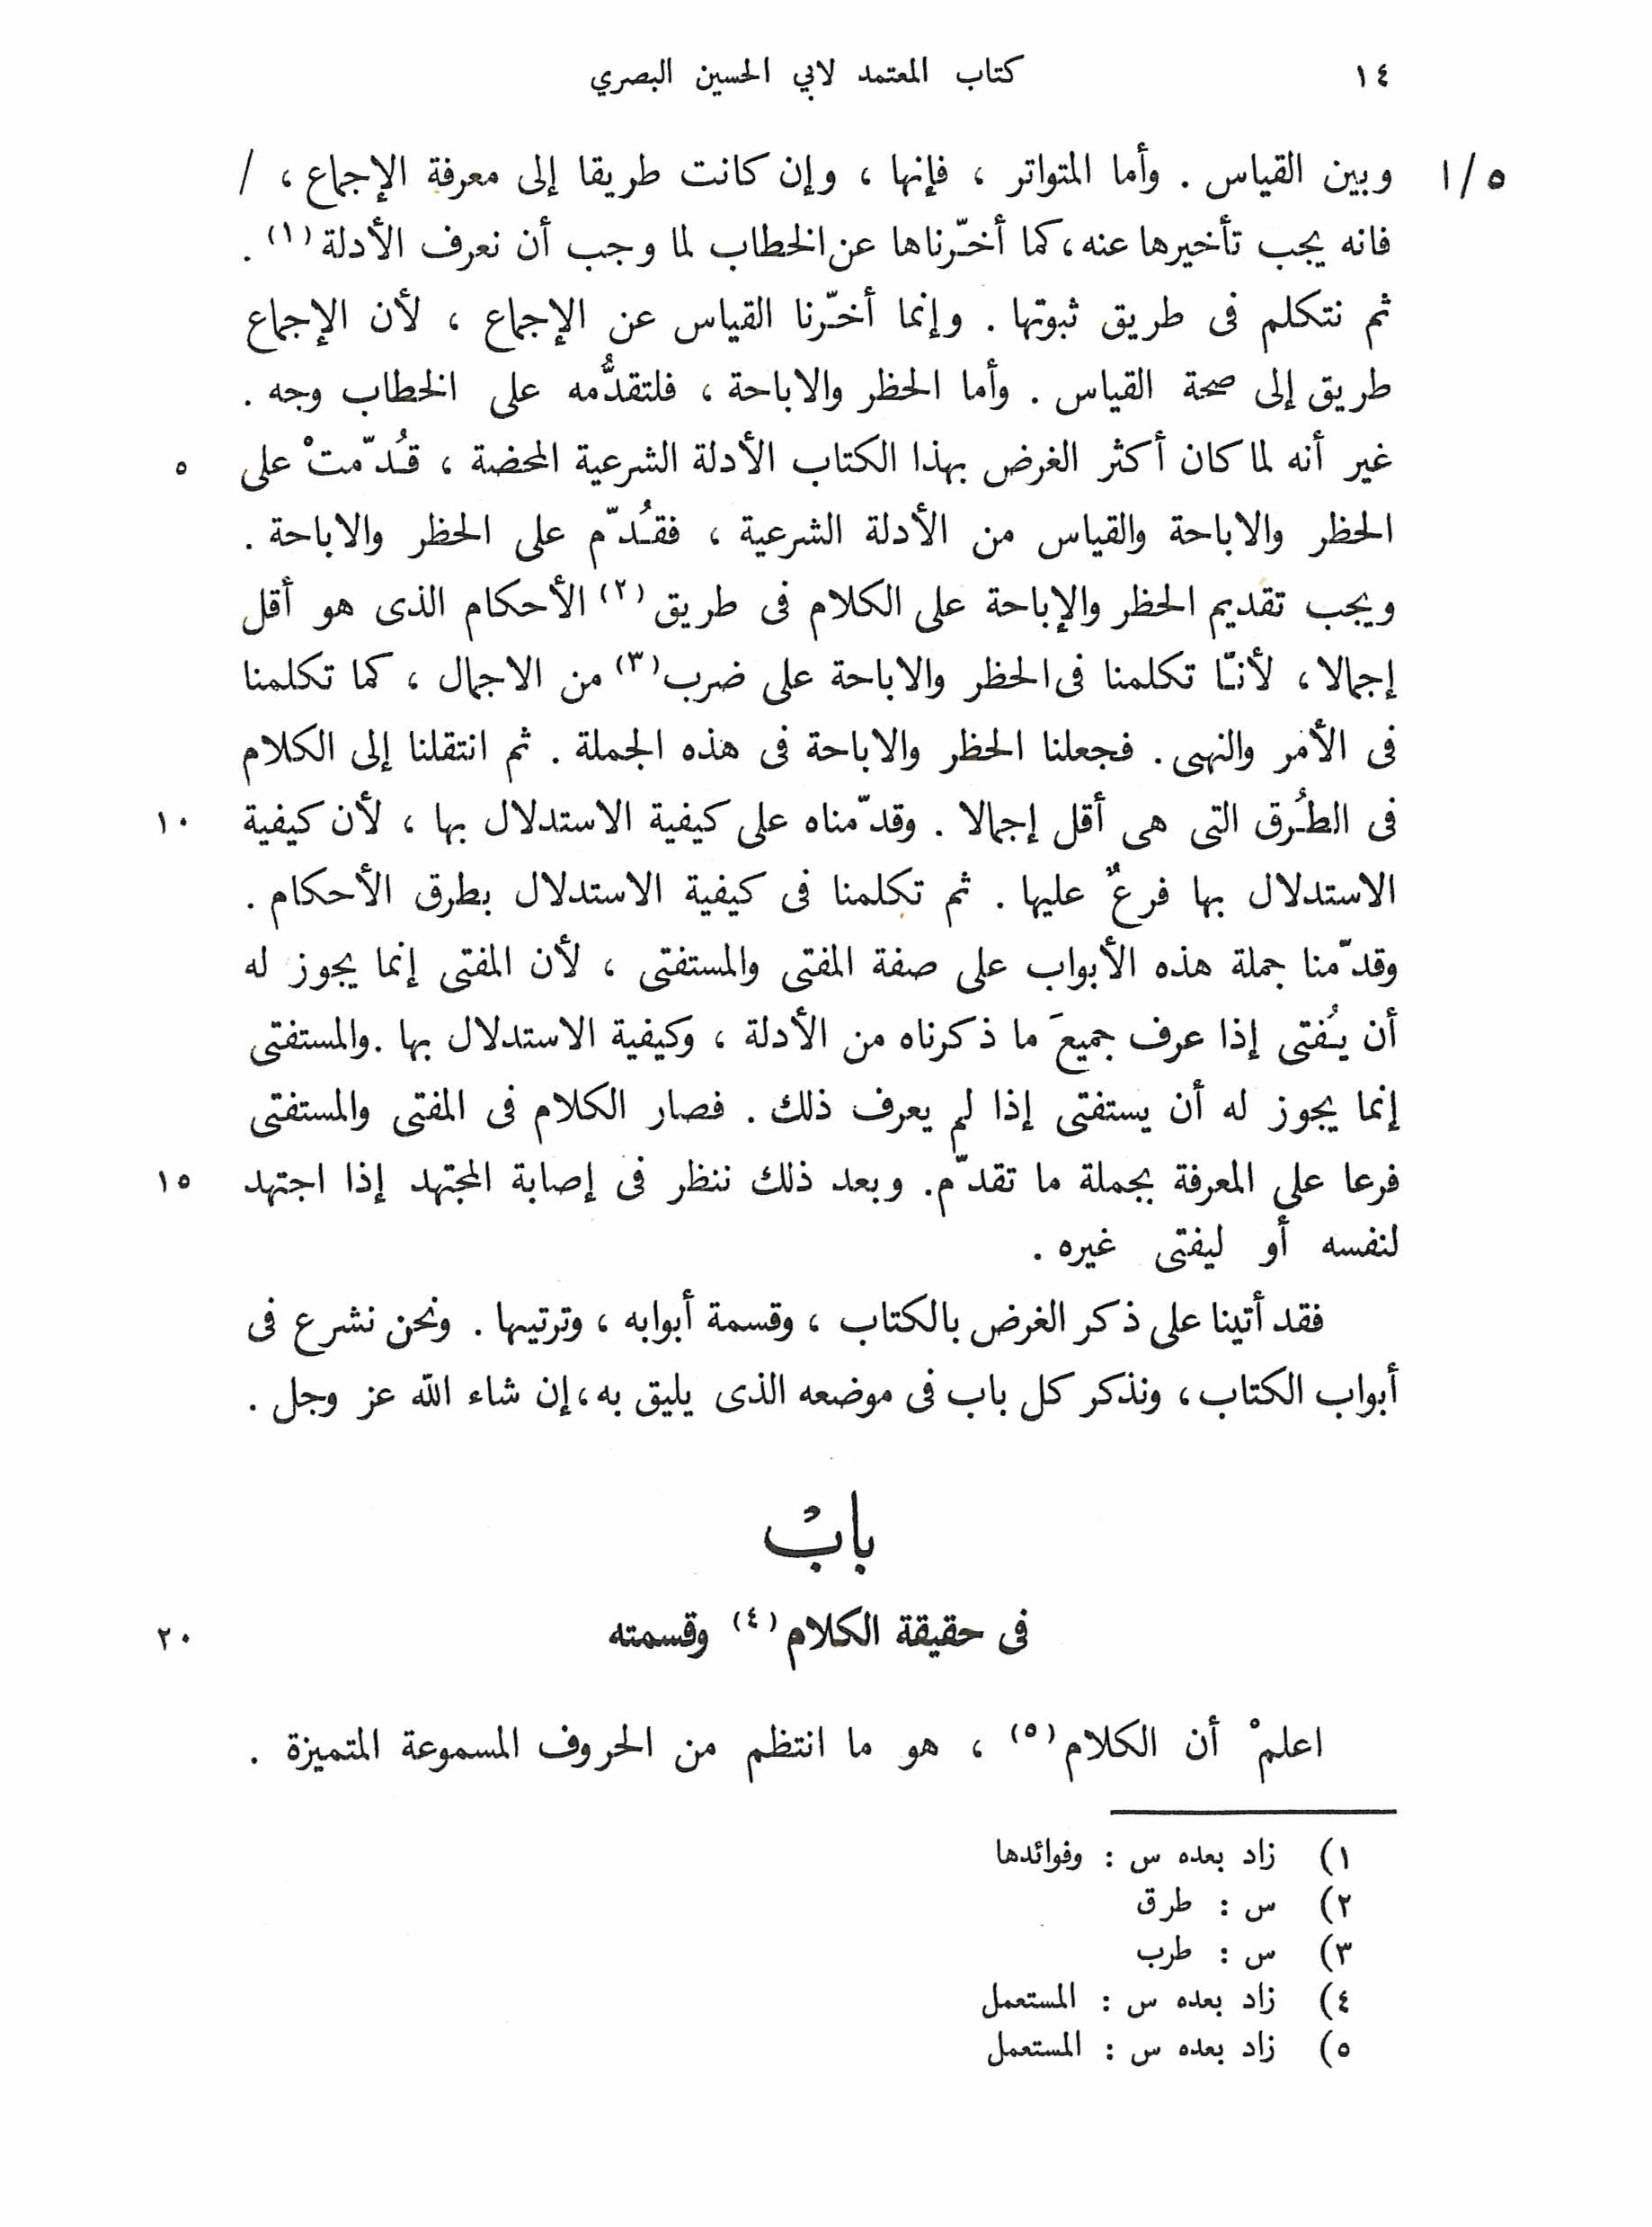 ١٤ كتاب المعتمد لابي الحسين البصري
٥/ا وبين القياس . وأما المتواتر ، فإنها ، وإن كانت طريقا إلى معرفة الإجماع ، /
فانه يجب تأخيرها عنه، كما أخّرناها عن الخطاب لما وجب أن نعرف الأدلة (١) .
ثم نتكلم فى طريق ثبوتها . وإنما أخّرنا القياس عن الإجماع ، لأن الإجماع
طريق إلى صحة القياس . وأما الحظر والاباحة ، فلتقدُّمه على الخطاب وجه .
غير أنه لما كان أكثر الغرض بهذا الكتاب الأدلة الشرعية المحضة ، قُدّمتْ على ٥
الحظر والاباحة والقياس من الأدلة الشرعية ، فقُدّم على الحظر والاباحة .
ويجب تقديم الحظر والإباحة على الكلام فى طريق (٢) الأحكام الذى هو أقل
إجمالا، لأنّا تكلمنا فى الحظر والاباحة على ضرب (٣) من الاجمال ، كما تكلمنا
فى الأمر والنهى . فجعلنا الحظر والاباحة فى هذه الجملة . ثم انتقلنا إلى الكلام
فى الطُرق التى هى أقل إجمالا . وقدّمناه على كيفية الاستدلال بها ، لأن كيفية ١٠
الاستدلال بها فرعٌ عليها . ثم تكلمنا فى كيفية الاستدلال بطرق الأحكام .
وقدّمنا جملة هذه الأبواب على صفة المفتى والمستفتى ، لأن المفتى إنما يجوز له
أن يُفتى إذا عرف جميعَ ما ذكرناه من الأدلة ، وكيفية الاستدلال بها . والمستفتى
إنما يجوز له أن يستفتى إذا لم يعرف ذلك . فصار الكلام فى المفتى والمستفتى
فرعا على المعرفة بجملة ما تقدّم. وبعد ذلك ننظر فى إصابة المجتهد إذا اجتهد ١٥
لنفسه أو ليفتى غيره .
فقد أتينا على ذكر الغرض بالكتاب ، وقسمة أبوابه ، وترتيبها . ونحن نشرع فى
أبواب الكتاب، ونذكر كل باب فى موضعه الذى يليق به، إن شاء الله عز وجل .
بابٌ
فى حقيقة الكلام (٤) وقسمته ٢٠
اعلمْ أن الكلام (٥) ، هو ما انتظم من الحروف المسموعة المتميزة .
١) زاد بعده س : وفوائدها
٢) س : طرق
٣) س : طرب
٤) زاد بعده س : المستعمل
٥) زاد بعده س : المستعمل